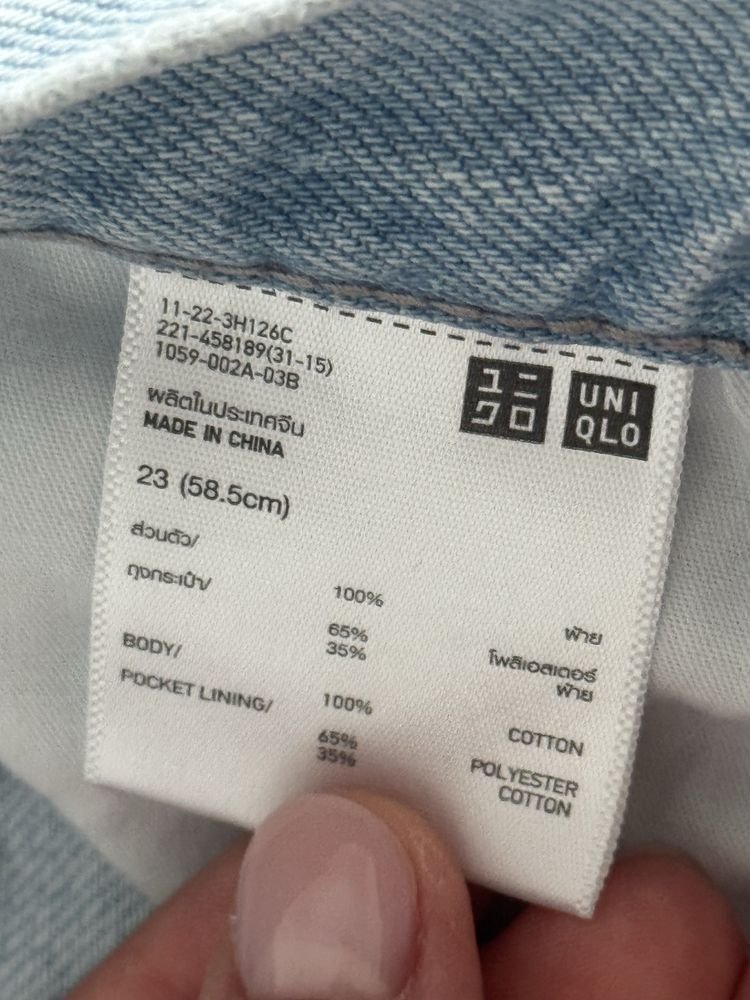 11-22-3H126C
221-458189(31-15)
1059-002A-03B
ユニ
クロ
UNI
QLO
ผลิตในประเทศจีน
MADE IN CHINA
23 (58.5cm)
ส่วนตัว/
100% ฝ้าย
ถุงกระเป๋า/
65% โพลีเอสเตอร์
35% ฝ้าย
BODY/
100% COTTON
POCKET LINING/
65% POLYESTER
35% COTTON